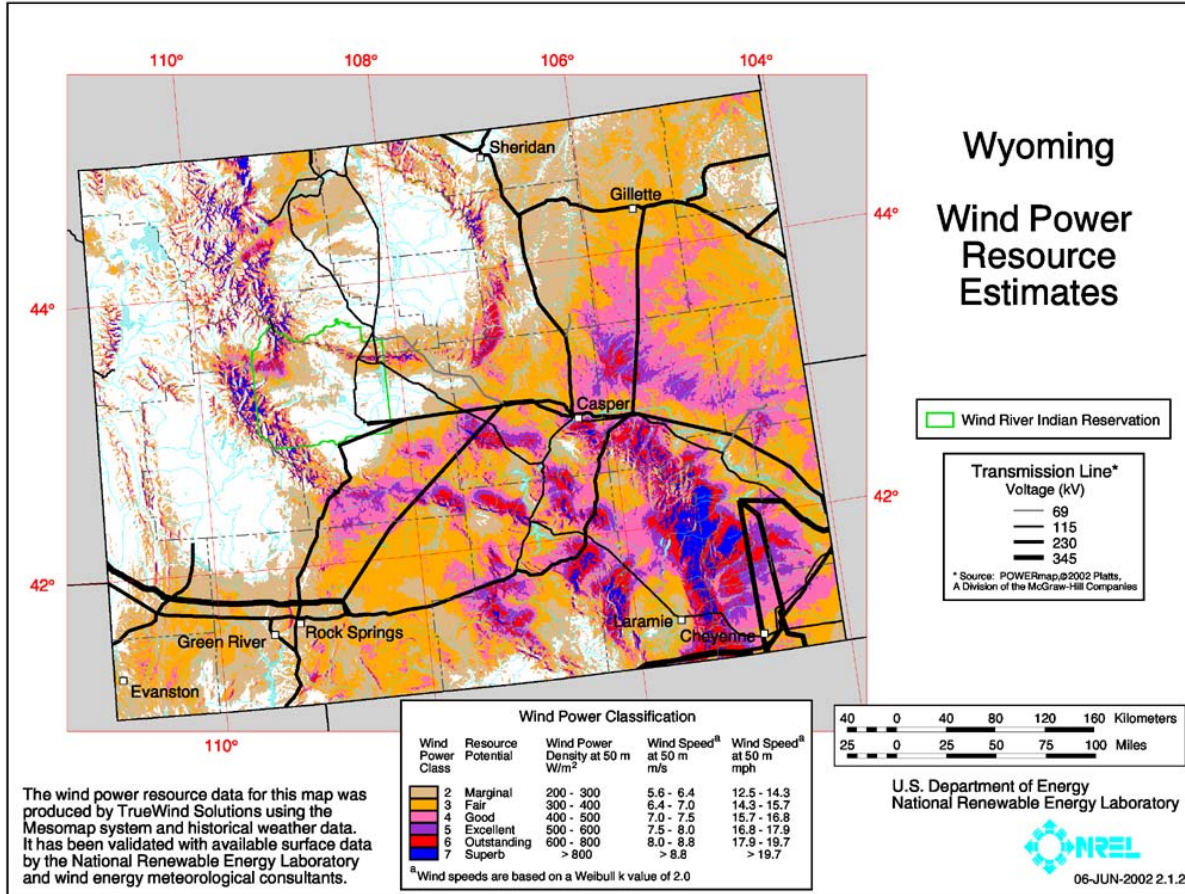 110°
108°
106°
104°
Wyoming
Wind Power
Resource
Estimates
Sheridan
Gillette
44°
44°
Casper
Wind River Indian Reservation
Transmission Line*
Voltage (kV)
69
115
230
345
* Source: POWERmap,©2002 Platts,
A Division of the McGraw-Hill Companies
42°
42°
Laramie
Cheyenne
Green River
Rock Springs
Evanston
110°
106°
104°
Wind Power Classification
Wind Resource Wind Power Wind Speedᵃ Wind Speedᵃ
Power Potential Density at 50 m at 50 m at 50 m
Class W/m² m/s mph
2 Marginal 200 - 300 5.6 - 6.4 12.5 - 14.3
3 Fair 300 - 400 6.4 - 7.0 14.3 - 15.7
4 Good 400 - 500 7.0 - 7.5 15.7 - 16.8
5 Excellent 500 - 600 7.5 - 8.0 16.8 - 17.9
6 Outstanding 600 - 800 8.0 - 8.8 17.9 - 19.7
7 Superb > 800 > 8.8 > 19.7
ᵃ Wind speeds are based on a Weibull k value of 2.0
40 0 40 80 120 160 Kilometers
25 0 25 50 75 100 Miles
The wind power resource data for this map was
produced by TrueWind Solutions using the
Mesomap system and historical weather data.
It has been validated with available surface data
by the National Renewable Energy Laboratory
and wind energy meteorological consultants.
U.S. Department of Energy
National Renewable Energy Laboratory
NREL
06-JUN-2002 2.1.2